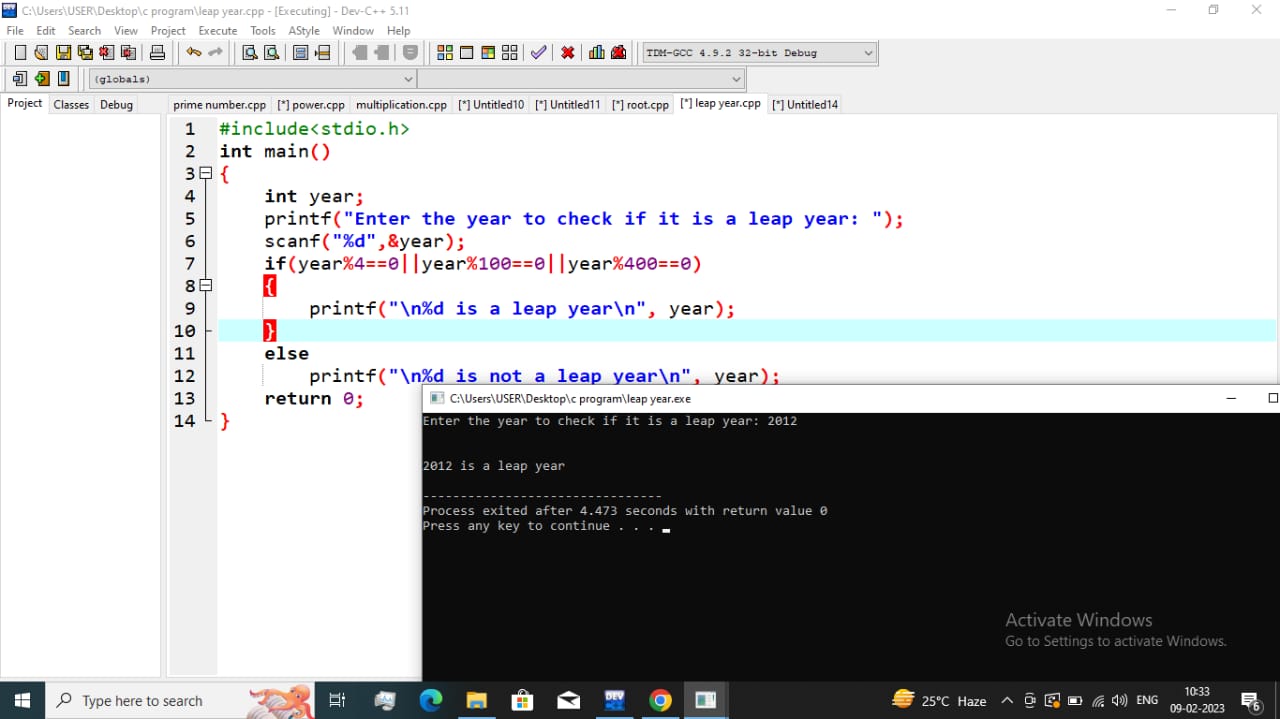 C:\Users\USER\Desktop\c program\leap year.cpp - [Executing] - Dev-C++ 5.11
File Edit Search View Project Execute Tools AStyle Window Help
TDM-GCC 4.9.2 32-bit Debug
(globals)
Project Classes Debug
prime number.cpp [*] power.cpp multiplication.cpp [*] Untitled10 [*] Untitled11 [*] root.cpp [*] leap year.cpp [*] Untitled14
1 #include<stdio.h>
2 int main()
3 {
4 int year;
5 printf("Enter the year to check if it is a leap year: ");
6 scanf("%d",&year);
7 if(year%4==0||year%100==0||year%400==0)
8 {
9 printf("\n%d is a leap year\n", year);
10 }
11 else
12 printf("\n%d is not a leap year\n", year);
13 return 0;
14 }
C:\Users\USER\Desktop\c program\leap year.exe
Enter the year to check if it is a leap year: 2012
2012 is a leap year
--------------------------------
Process exited after 4.473 seconds with return value 0
Press any key to continue . . .
Activate Windows
Go to Settings to activate Windows.
Type here to search
DEV
25°C Haze
ENG
10:33
09-02-2023
6